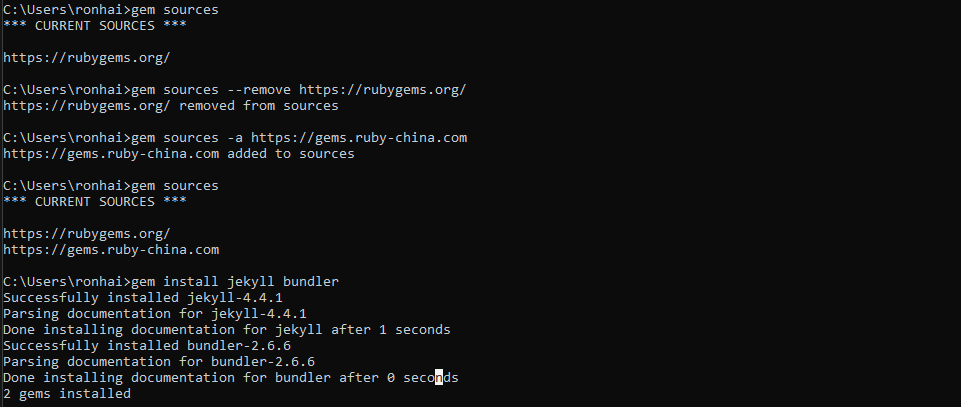 C:\Users\ronhai>gem sources
*** CURRENT SOURCES ***
https://rubygems.org/
C:\Users\ronhai>gem sources --remove https://rubygems.org/
https://rubygems.org/ removed from sources
C:\Users\ronhai>gem sources -a https://gems.ruby-china.com
https://gems.ruby-china.com added to sources
C:\Users\ronhai>gem sources
*** CURRENT SOURCES ***
https://rubygems.org/
https://gems.ruby-china.com
C:\Users\ronhai>gem install jekyll bundler
Successfully installed jekyll-4.4.1
Parsing documentation for jekyll-4.4.1
Done installing documentation for jekyll after 1 seconds
Successfully installed bundler-2.6.6
Parsing documentation for bundler-2.6.6
Done installing documentation for bundler after 0 seconds
2 gems installed